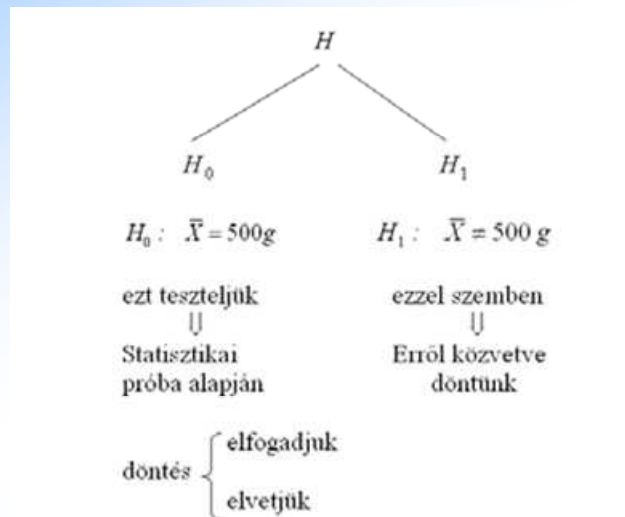 H
H₀ H₁
H₀ : X̅ = 500g H₁ : X̅ ≠ 500 g
ezt teszteljük ezzel szemben
⇓ ⇓
Statisztikai Erről közvetve
próba alapján döntünk
elfogadjuk
döntés {
elvetjük